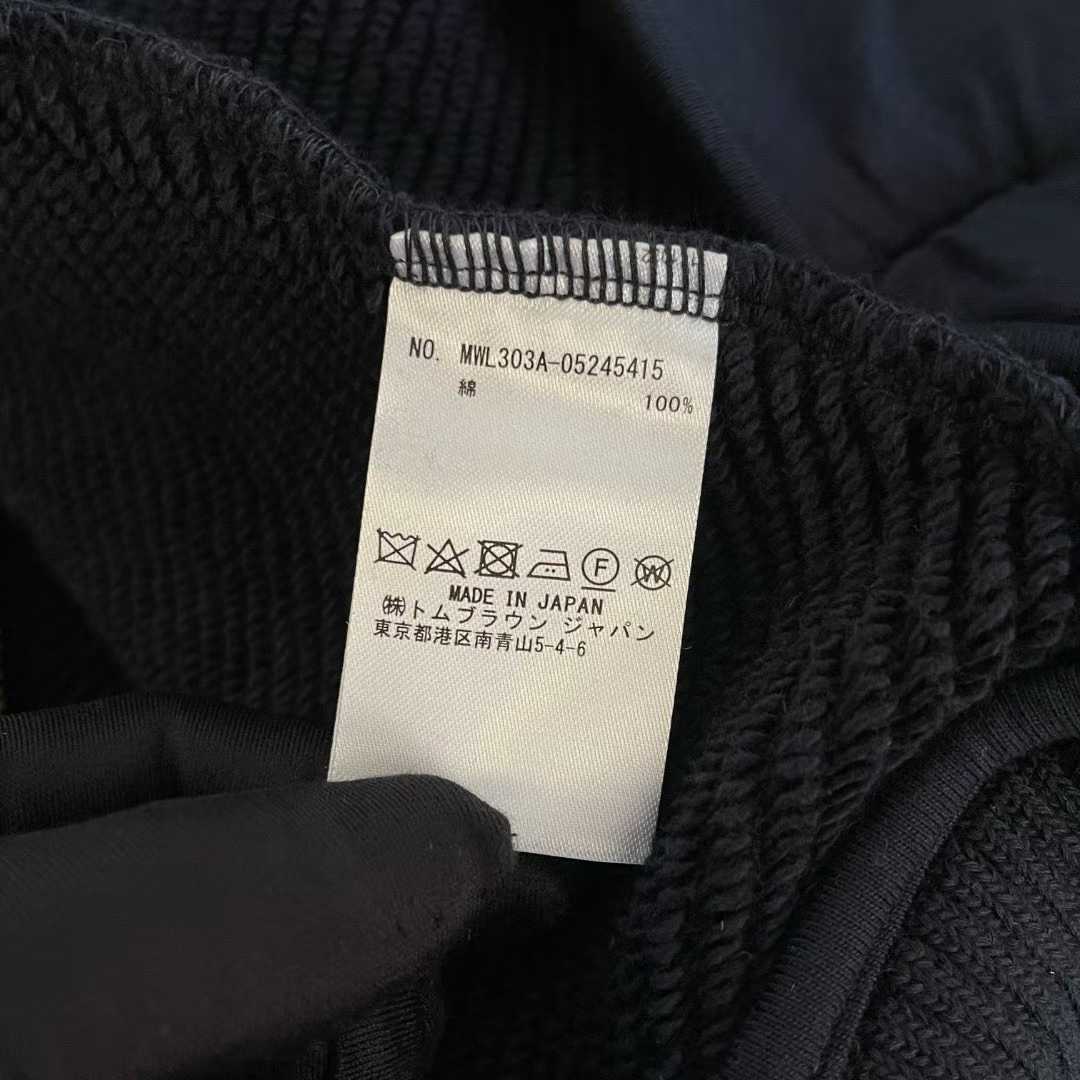 NO. MWL303A-05245415
綿 100%
F W
MADE IN JAPAN
㈱トムブラウン ジャパン
東京都港区南青山5-4-6